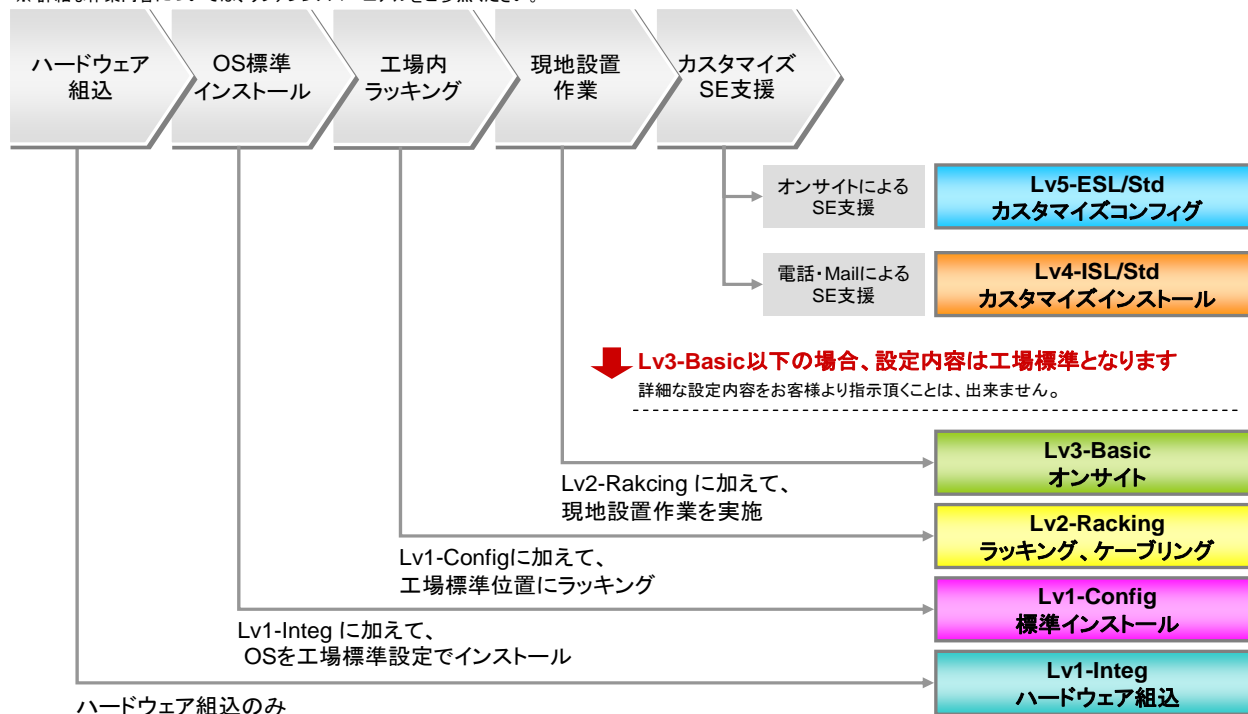 ハードウェア
組込
OS標準
インストール
工場内
ラッキング
現地設置
作業
カスタマイズ
SE支援
オンサイトによる
SE支援
Lv5-ESL/Std
カスタマイズコンフィグ
電話・Mailによる
SE支援
Lv4-ISL/Std
カスタマイズインストール
Lv3-Basic以下の場合、設定内容は工場標準となります
詳細な設定内容をお客様より指示頂くことは、出来ません。
Lv3-Basic
オンサイト
Lv2-Rakcing に加えて、
現地設置作業を実施
Lv2-Racking
ラッキング、ケーブリング
Lv1-Configに加えて、
工場標準位置にラッキング
Lv1-Config
標準インストール
Lv1-Integ に加えて、
OSを工場標準設定でインストール
Lv1-Integ
ハードウェア組込
ハードウェア組込のみ